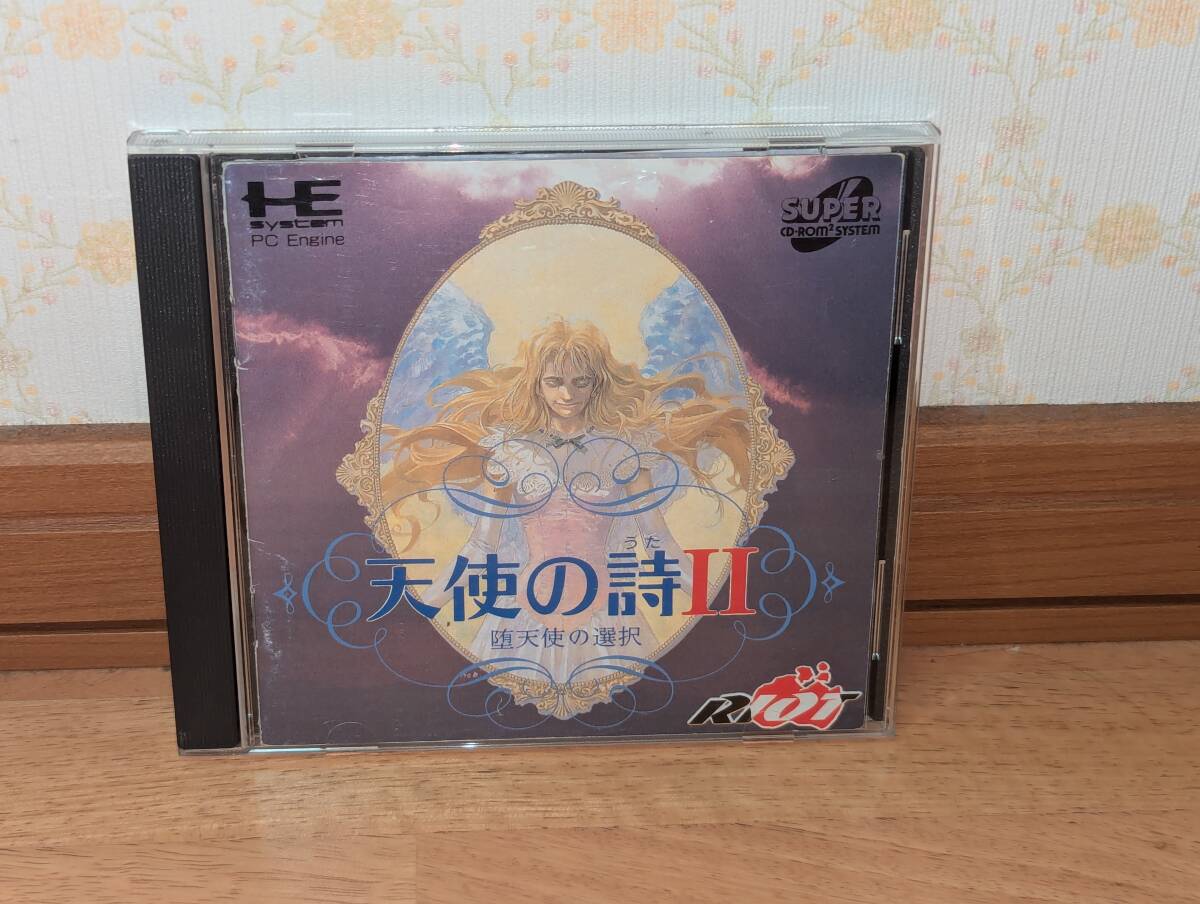 HE
system
PC Engine
SUPER
CD-ROM² SYSTEM
うた
天使の詩II
堕天使の選択
RIOT